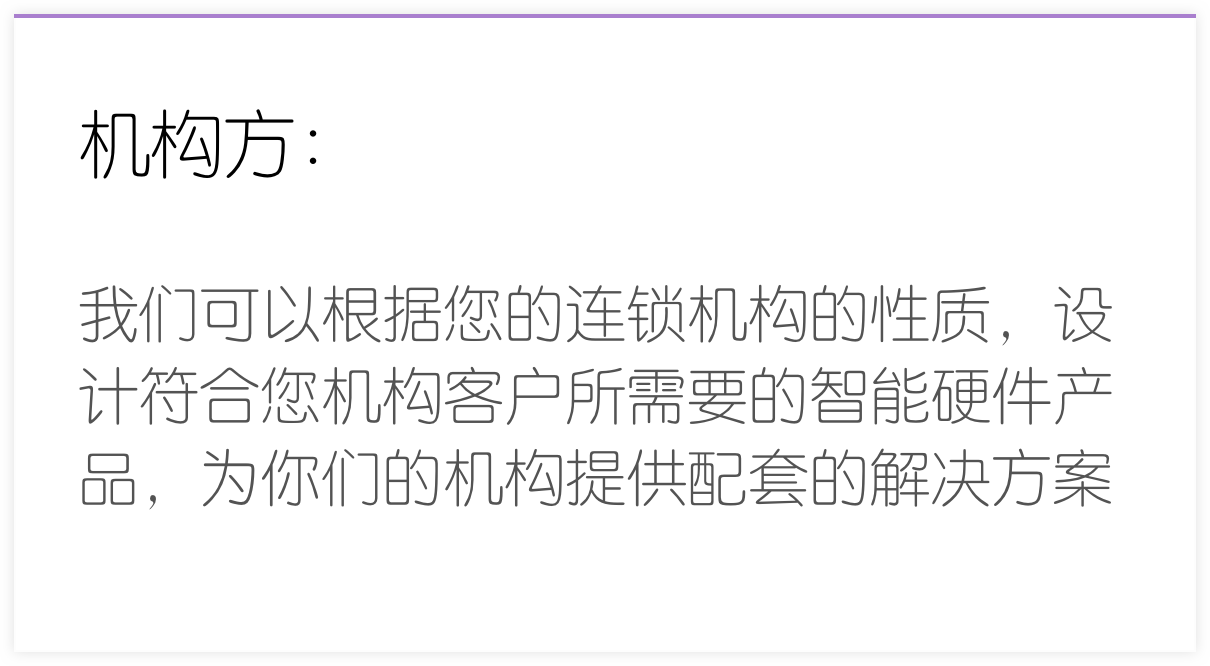 机构方：
我们可以根据您的连锁机构的性质，设
计符合您机构客户所需要的智能硬件产
品，为你们的机构提供配套的解决方案